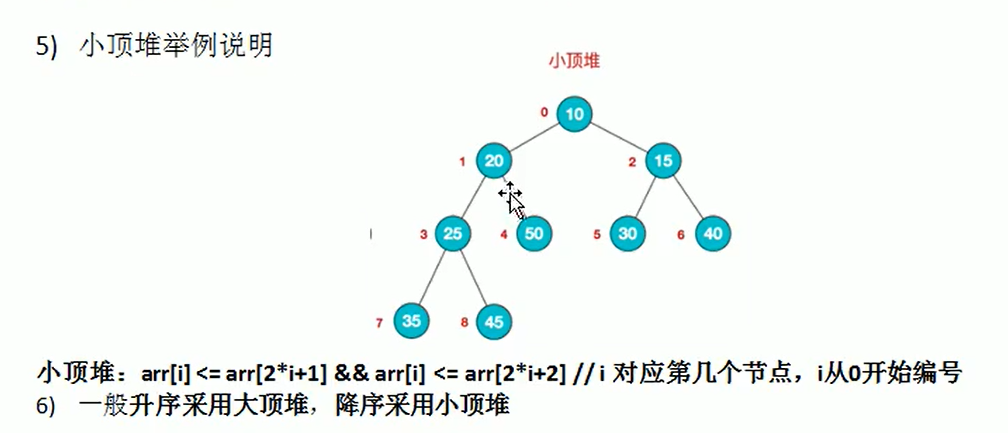 5) 小顶堆举例说明
小顶堆
0 10
1 20 2 15
3 25 4 50 5 30 6 40
7 35 8 45
小顶堆：arr[i] <= arr[2*i+1] && arr[i] <= arr[2*i+2] // i 对应第几个节点，i从0开始编号
6) 一般升序采用大顶堆，降序采用小顶堆